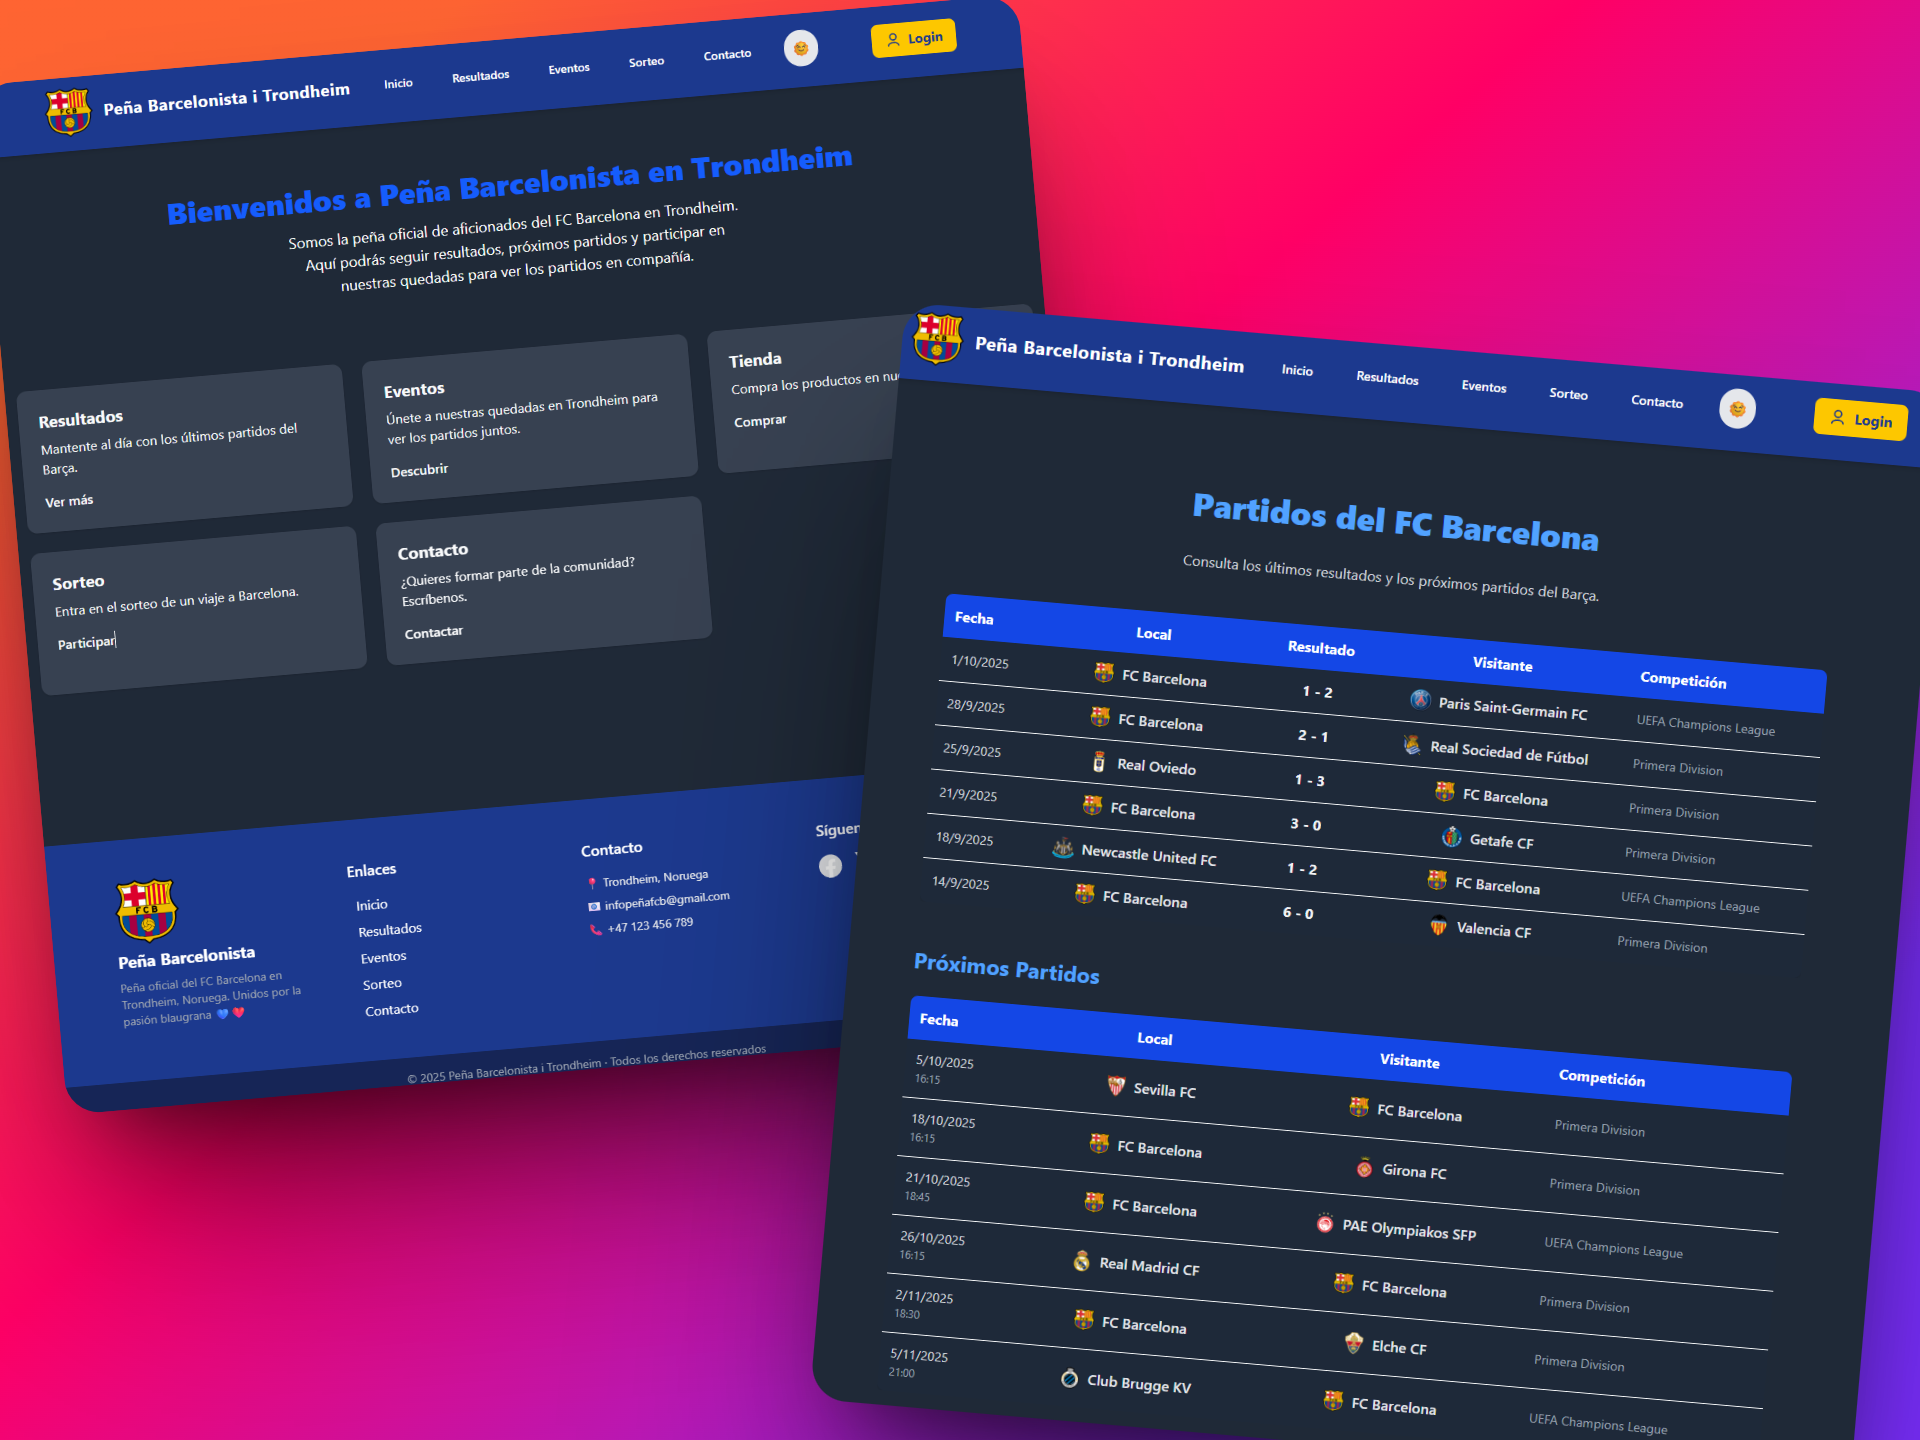 Peña Barcelonista i Trondheim
Inicio
Resultados
Eventos
Sorteo
Contacto
Login
Bienvenidos a Peña Barcelonista en Trondheim
Somos la peña oficial de aficionados del FC Barcelona en Trondheim.
Aquí podrás seguir resultados, próximos partidos y participar en
nuestras quedadas para ver los partidos en compañía.
Resultados
Mantente al día con los últimos partidos del
Barça.
Ver más
Eventos
Únete a nuestras quedadas en Trondheim para
ver los partidos juntos.
Descubrir
Tienda
Compra los productos en
Comprar
Sorteo
Entra en el sorteo de un viaje a Barcelona.
Participar
Contacto
¿Quieres formar parte de la comunidad?
Escríbenos.
Contactar
FCB
Peña Barcelonista
Peña oficial del FC Barcelona en
Trondheim, Noruega. Unidos por la
pasión blaugrana 💙 ❤️
Enlaces
Inicio
Resultados
Eventos
Sorteo
Contacto
Contacto
📍 Trondheim, Noruega
📧 infopeñafcb@gmail.com
📞 +47 123 456 789
© 2025 Peña Barcelonista i Trondheim · Todos los derechos reservados
Peña Barcelonista i Trondheim
Inicio
Resultados
Eventos
Sorteo
Contacto
Login
Partidos del FC Barcelona
Consulta los últimos resultados y los próximos partidos del Barça.
Fecha Local Resultado Visitante Competición
1/10/2025 FC Barcelona 1 - 2 Paris Saint-Germain FC UEFA Champions League
28/9/2025 FC Barcelona 2 - 1 Real Sociedad de Fútbol Primera Division
25/9/2025 Real Oviedo 1 - 3 FC Barcelona Primera Division
21/9/2025 FC Barcelona 3 - 0 Getafe CF Primera Division
18/9/2025 Newcastle United FC 1 - 2 FC Barcelona UEFA Champions League
14/9/2025 FC Barcelona 6 - 0 Valencia CF Primera Division
Próximos Partidos
Fecha Local Visitante Competición
5/10/2025
16:15 Sevilla FC FC Barcelona Primera Division
18/10/2025
16:15 FC Barcelona Girona FC Primera Division
21/10/2025
18:45 FC Barcelona PAE Olympiakos SFP UEFA Champions League
26/10/2025
16:15 Real Madrid CF FC Barcelona Primera Division
2/11/2025
18:30 FC Barcelona Elche CF Primera Division
5/11/2025
21:00 Club Brugge KV FC Barcelona UEFA Champions League